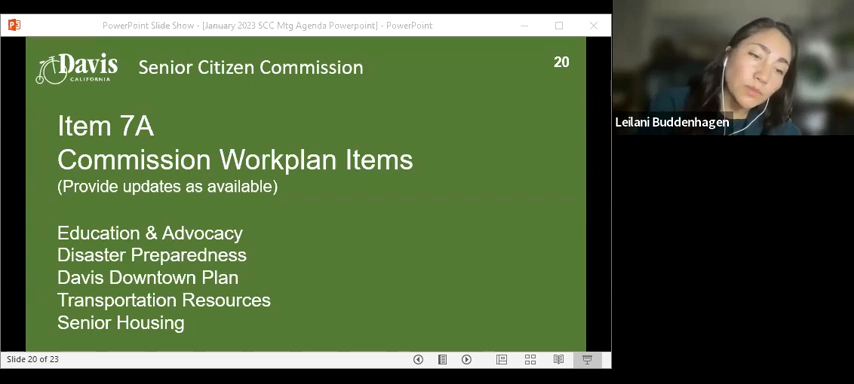 PowerPoint Slide Show - [January 2023 SCC Mtg Agenda Powerpoint] - PowerPoint
Davis
CALIFORNIA
Senior Citizen Commission
20
Item 7A
Commission Workplan Items
(Provide updates as available)
Education & Advocacy
Disaster Preparedness
Davis Downtown Plan
Transportation Resources
Senior Housing
Slide 20 of 23
Leilani Buddenhagen